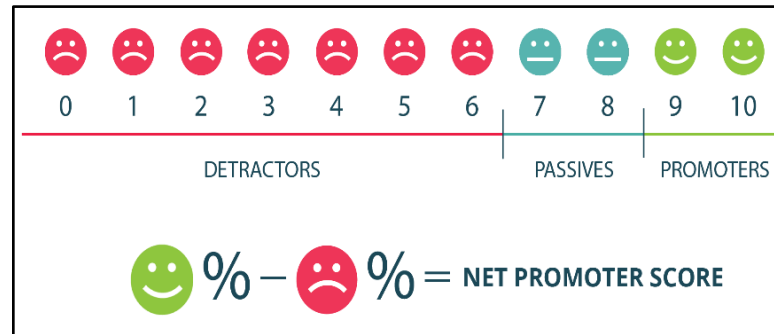 0 1 2 3 4 5 6 7 8 9 10
DETRACTORS PASSIVES PROMOTERS
% – % = NET PROMOTER SCORE